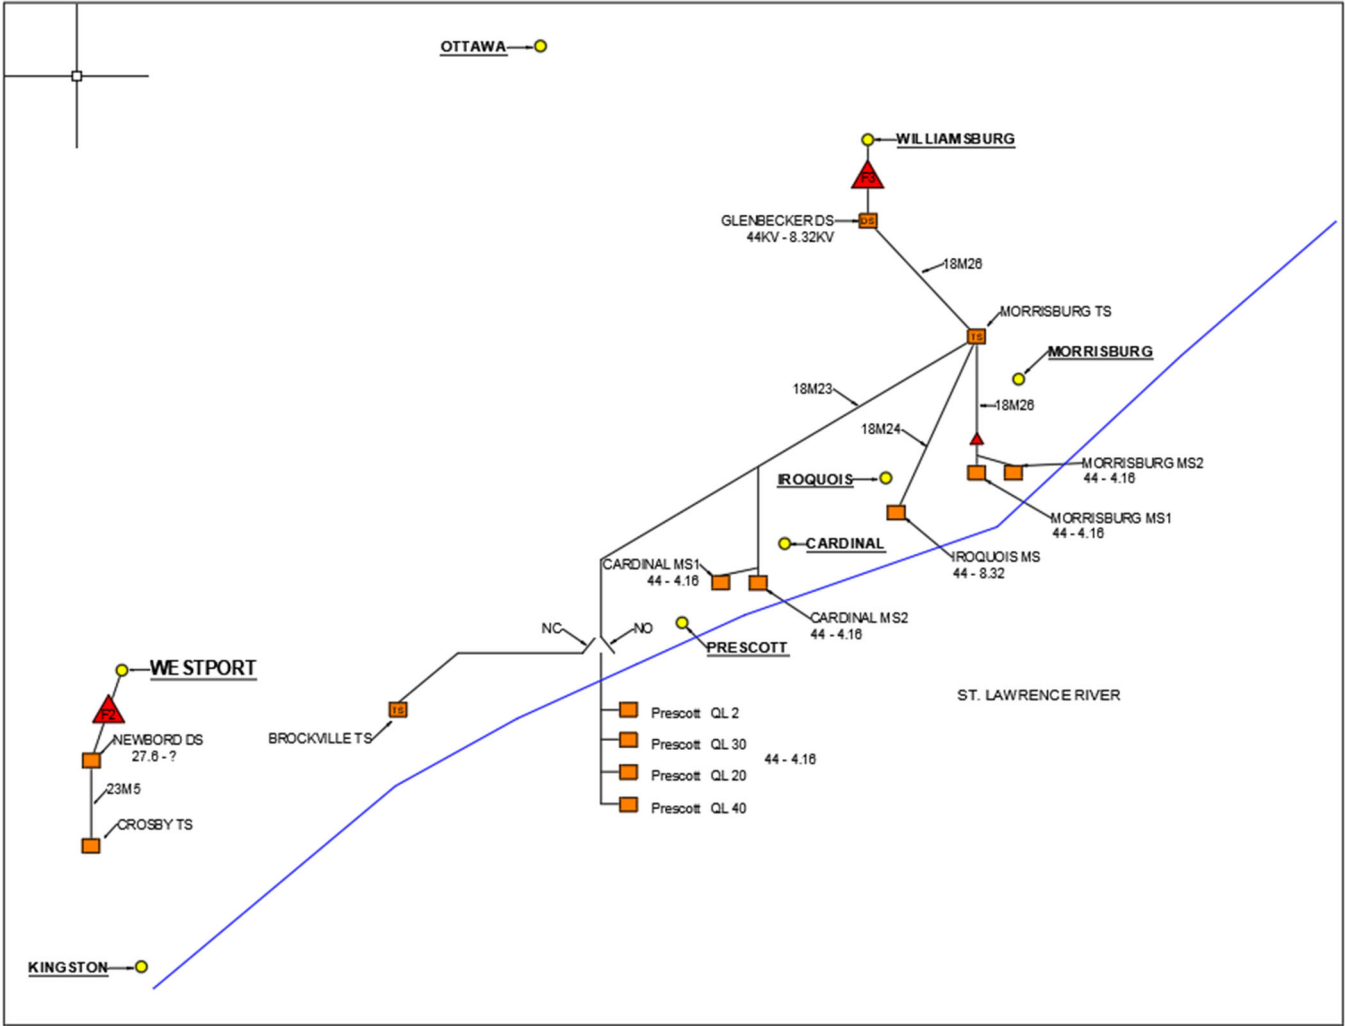 OTTAWA
WILLIAMSBURG
F3
GLENBECKER DS
44KV - 8.32KV
DS
18M26
MORRISBURG TS
TS
MORRISBURG
18M23
18M26
18M24
MORRISBURG MS2
44 - 4.16
IROQUOIS
MORRISBURG MS1
44 - 4.16
CARDINAL
IROQUOIS MS
44 - 8.32
CARDINAL MS1
44 - 4.16
CARDINAL MS2
44 - 4.16
NC
NO
PRESCOTT
WESTPORT
ST. LAWRENCE RIVER
F2
TS
Prescott QL 2
NEWBORD DS
27.6 - ?
BROCKVILLE TS
Prescott QL 30
44 - 4.16
Prescott QL 20
23M5
Prescott QL 40
CROSBY TS
KINGSTON